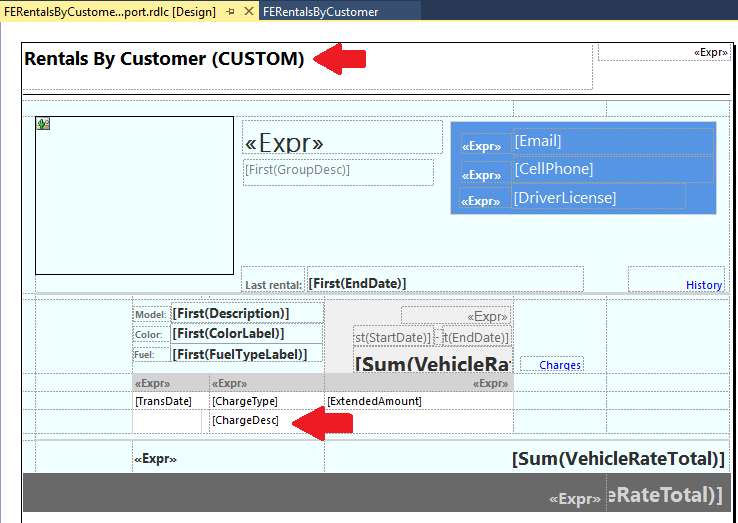 FERentalsByCustome...port.rdlc [Design] FERentalsByCustomer
Rentals By Customer (CUSTOM) «Expr»
«Expr»
[First(GroupDesc)]
«Expr» [Email]
«Expr» [CellPhone]
«Expr» [DriverLicense]
Last rental: [First(EndDate)] History
Model: [First(Description)] «Expr»
Color: [First(ColorLabel)] rst(StartDate)] - t(EndDate)]
Fuel: [First(FuelTypeLabel)] [Sum(VehicleRat Charges
«Expr» «Expr» «Expr»
[TransDate] [ChargeType] [ExtendedAmount]
[ChargeDesc]
«Expr» [Sum(VehicleRateTotal)]
«Expr» eRateTotal)]